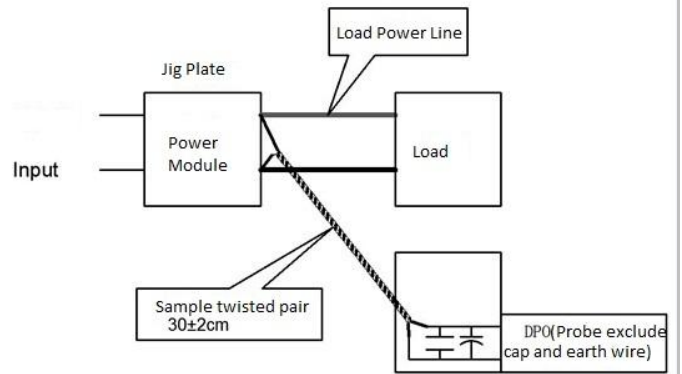 Load Power Line
Jig Plate
Power
Module
Load
Input
Sample twisted pair
30±2cm
DPO(Probe exclude
cap and earth wire)